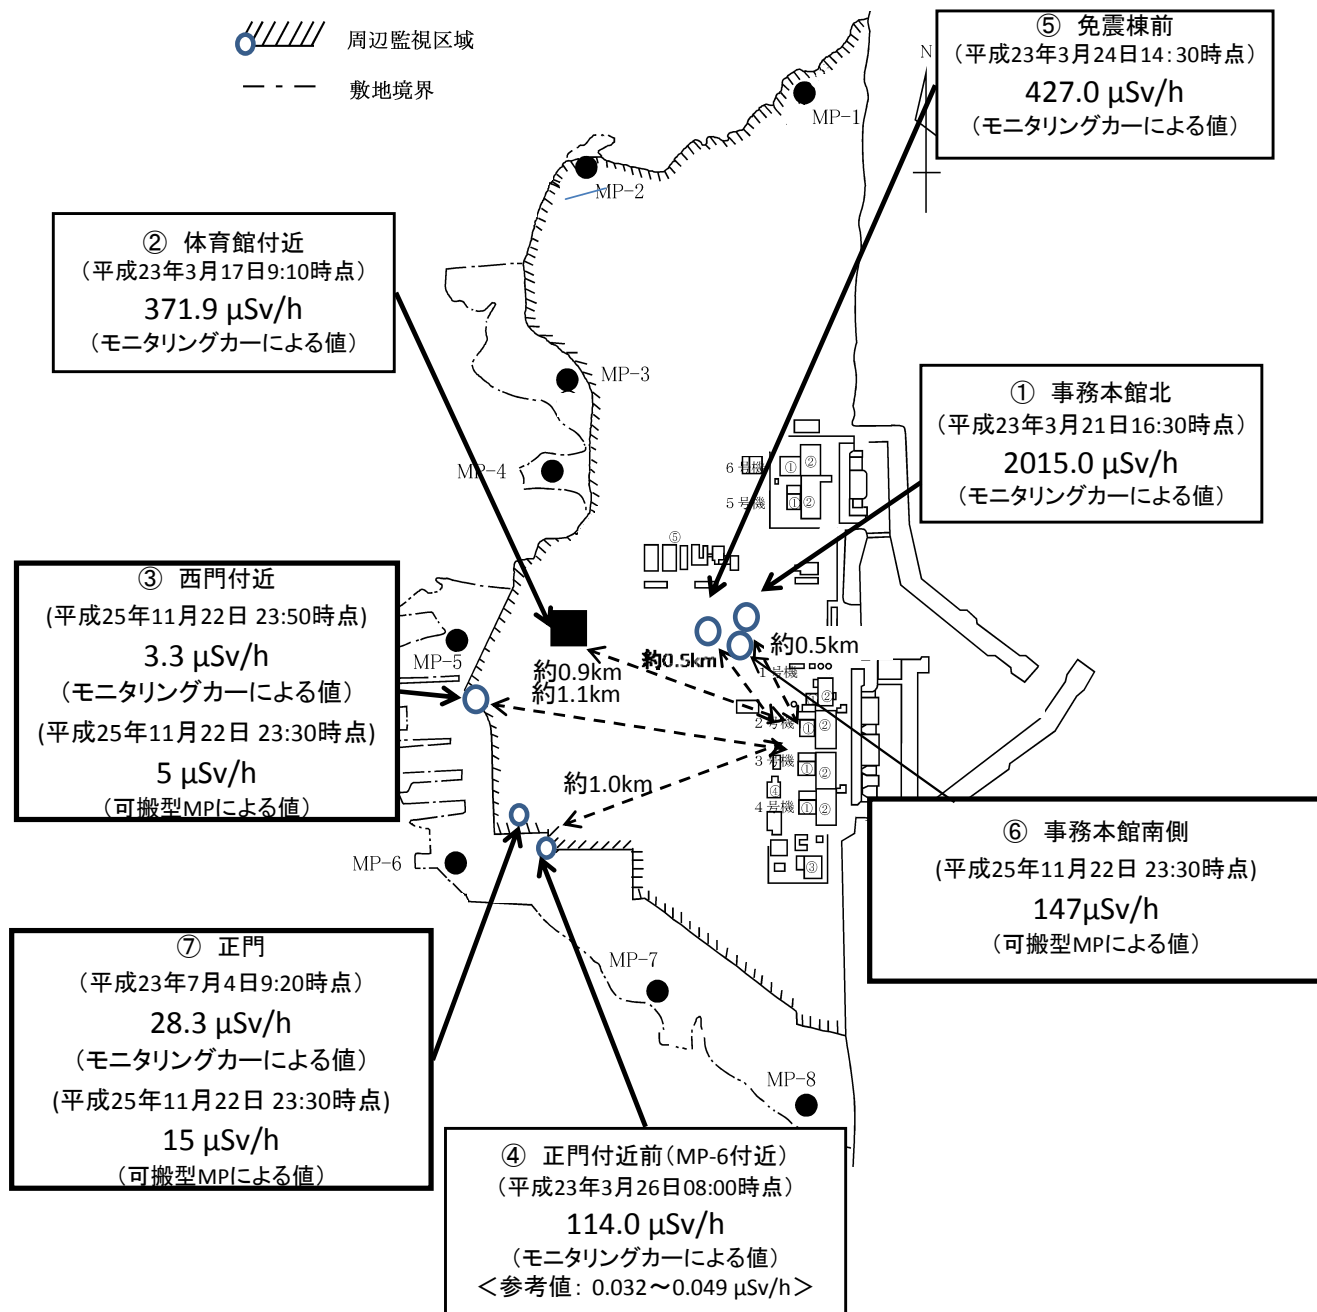 周辺監視区域
敷地境界
⑤ 免震棟前
（平成23年3月24日14:30時点）
427.0 μSv/h
（モニタリングカーによる値）
N
MP-1
MP-2
② 体育館付近
（平成23年3月17日9:10時点）
371.9 μSv/h
（モニタリングカーによる値）
MP-3
① 事務本館北
（平成23年3月21日16:30時点）
2015.0 μSv/h
（モニタリングカーによる値）
MP-4
6号機
① ②
5号機
① ②
⑤
③ 西門付近
(平成25年11月22日 23:50時点)
3.3 μSv/h
（モニタリングカーによる値）
(平成25年11月22日 23:30時点)
5 μSv/h
（可搬型MPによる値）
MP-5
約0.9km
約1.1km
約0.5km
約0.5km
1号機
②
2号機
① ②
3号機
① ②
約1.0km
④
4号機
① ②
③
MP-6
⑥ 事務本館南側
(平成25年11月22日 23:30時点)
147μSv/h
（可搬型MPによる値）
⑦ 正門
（平成23年7月4日9:20時点）
28.3 μSv/h
（モニタリングカーによる値）
(平成25年11月22日 23:30時点)
15 μSv/h
（可搬型MPによる値）
MP-7
MP-8
④ 正門付近前（MP-6付近）
（平成23年3月26日08:00時点）
114.0 μSv/h
（モニタリングカーによる値）
＜参考値： 0.032～0.049 μSv/h＞